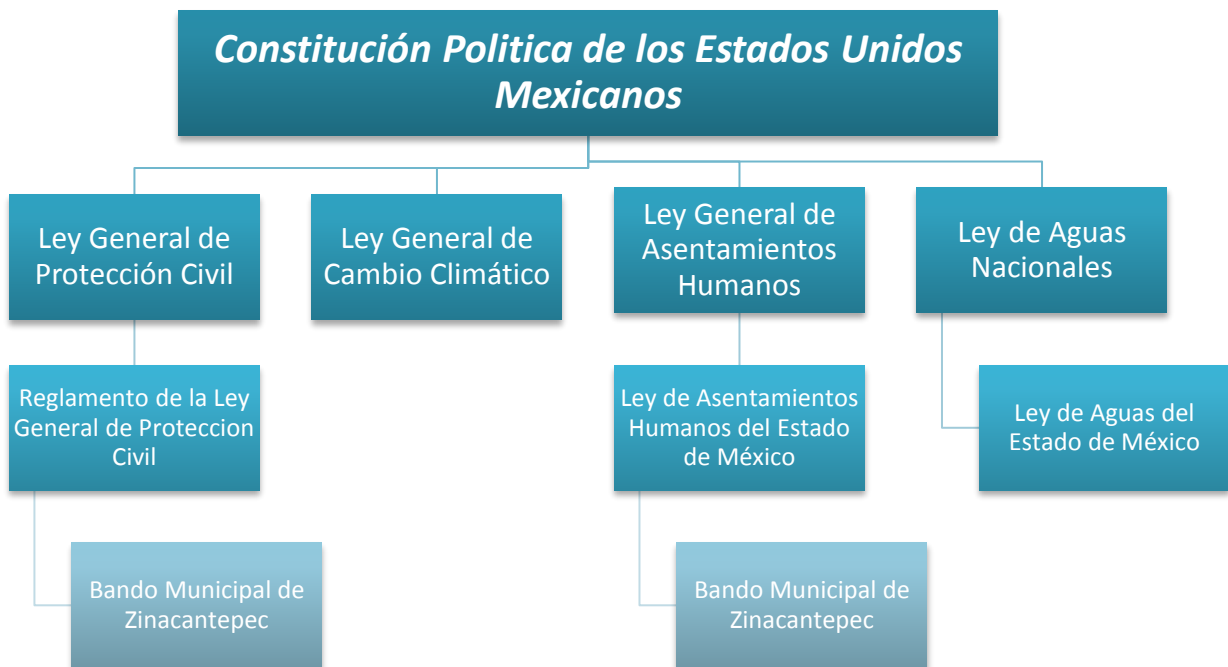 Constitución Politica de los Estados Unidos
Mexicanos
Ley General de
Protección Civil
Ley General de
Cambio Climático
Ley General de
Asentamientos
Humanos
Ley de Aguas
Nacionales
Reglamento de la Ley
General de Proteccion
Civil
Ley de Asentamientos
Humanos del Estado
de México
Ley de Aguas del
Estado de México
Bando Municipal de
Zinacantepec
Bando Municipal de
Zinacantepec